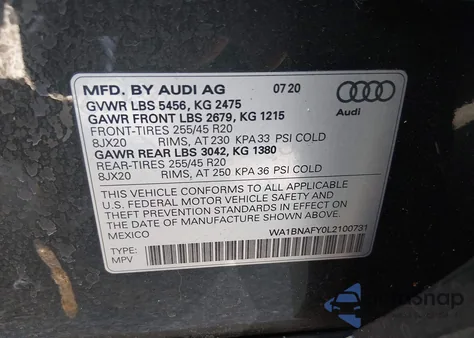 MFD. BY AUDI AG 07 20
GVWR LBS 5456, KG 2475
GAWR FRONT LBS 2679, KG 1215
FRONT-TIRES 255/45 R20
8JX20 RIMS, AT 230 KPA 33 PSI COLD
GAWR REAR LBS 3042, KG 1380
REAR-TIRES 255/45 R20
8JX20 RIMS, AT 250 KPA 36 PSI COLD
Audi
THIS VEHICLE CONFORMS TO ALL APPLICABLE
U.S. FEDERAL MOTOR VEHICLE SAFETY AND
THEFT PREVENTION STANDARDS IN EFFECT ON
THE DATE OF MANUFACTURE SHOWN ABOVE.
MEXICO WA1BNAFY0L2100731
TYPE:
MPV